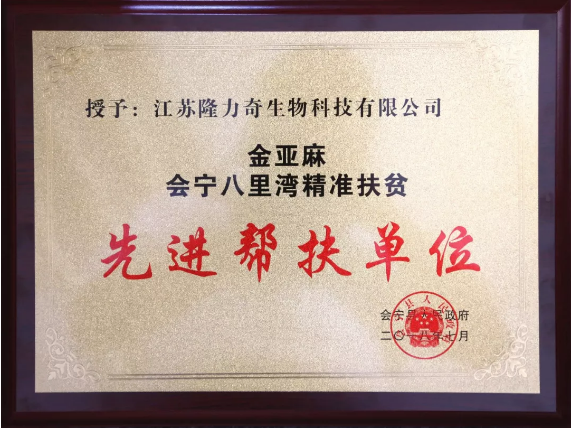 授予：江苏隆力奇生物科技有限公司
金亚麻
会宁八里湾精准扶贫
先进帮扶单位
会宁县人民政府
二〇一八年七月